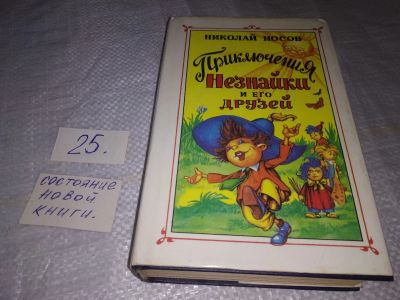 НИКОЛАЙ НОСОВ
Приключения
Незнайки
И ЕГО
ДРУЗЕЙ
25.
СОСТОЯНИЕ
НОВОЙ
КНИГИ.